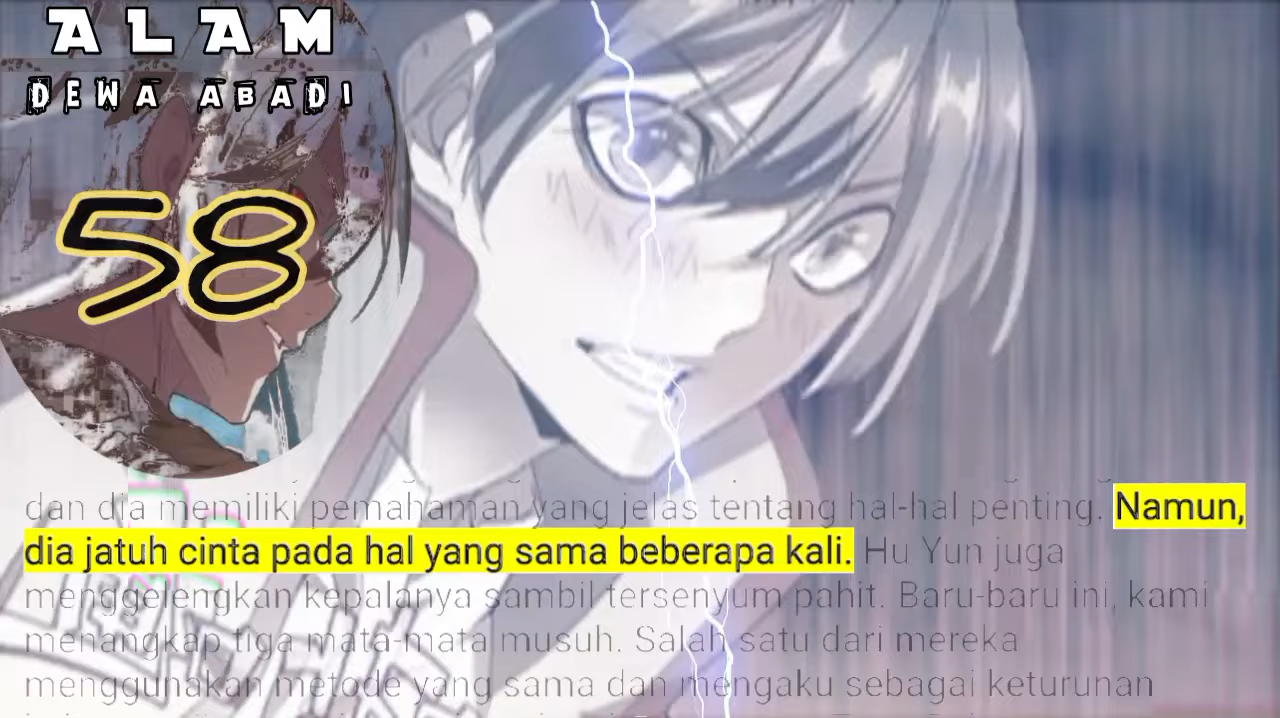 ALAM
DEWA ABADI
58
dan dia memiliki pemahaman yang jelas tentang hal-hal penting. Namun,
dia jatuh cinta pada hal yang sama beberapa kali. Hu Yun juga
menggelengkan kepalanya sambil tersenyum pahit. Baru-baru ini, kami
menangkap tiga mata-mata musuh. Salah satu dari mereka
menggunakan metode yang sama dan mengaku sebagai keturunan